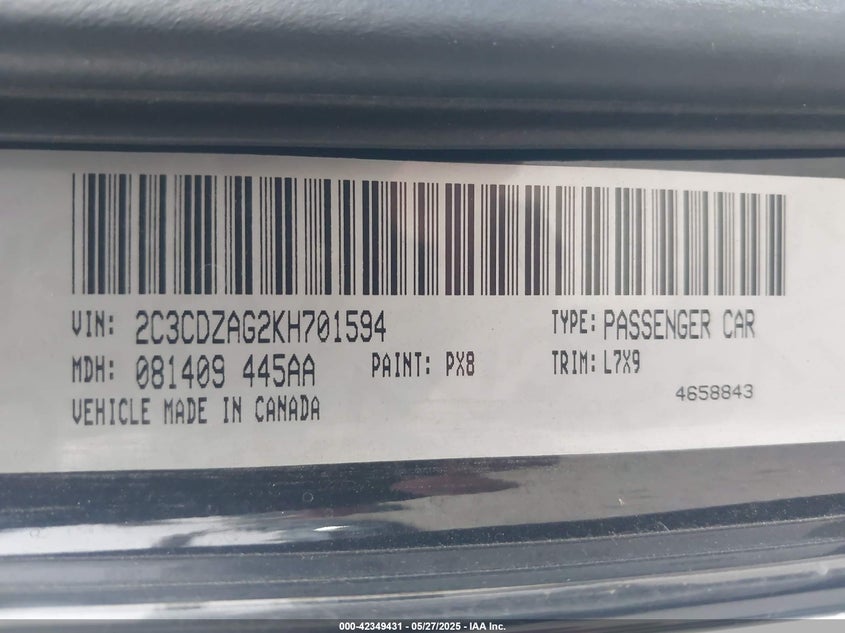 VIN: 2C3CDZAG2KH701594 TYPE: PASSENGER CAR
MDH: 081409 445AA PAINT: PX8 TRIM: L7X9
VEHICLE MADE IN CANADA 4658843
000-42349431 - 05/27/2025 - IAA Inc.